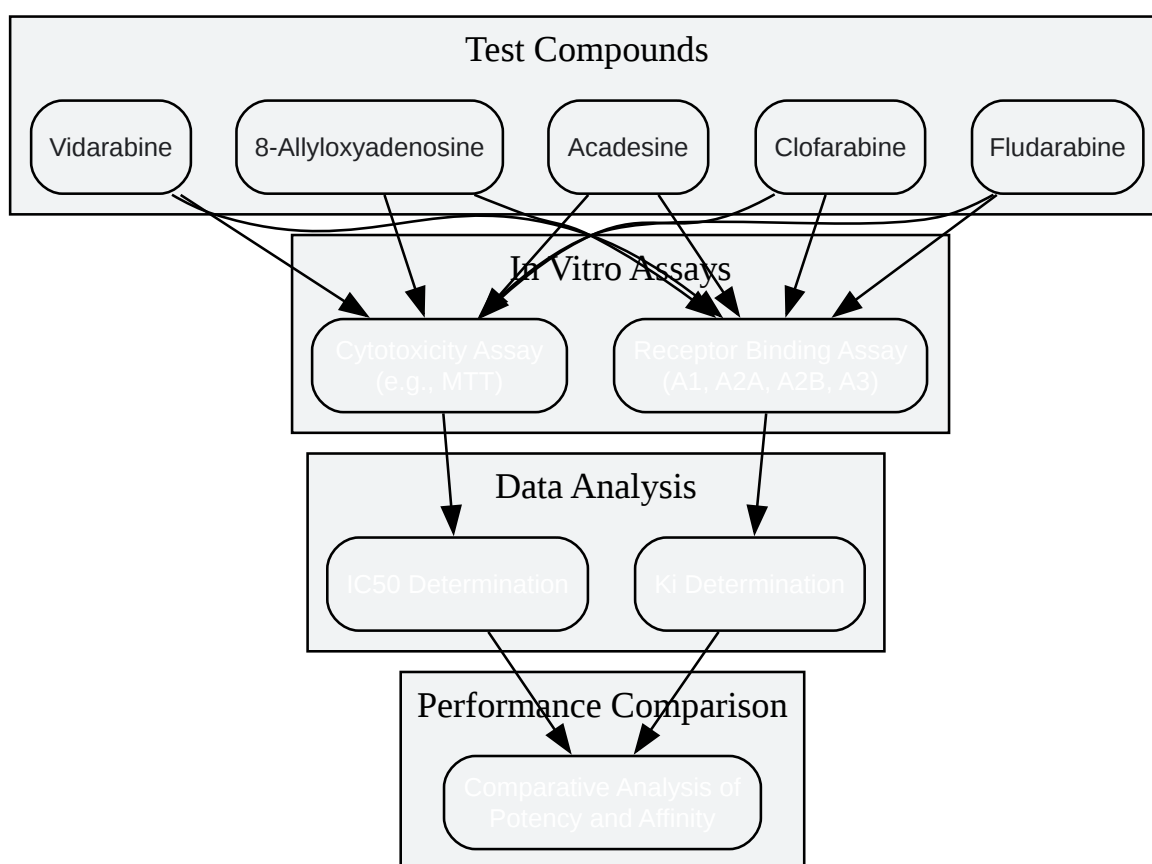 Test Compounds
Vidarabine
8-Allyloxyadenosine
Acadesine
Clofarabine
Fludarabine
In Vitro Assays
Cytotoxicity Assay
(e.g., MTT)
Receptor Binding Assay
(A1, A2A, A2B, A3)
Data Analysis
IC50 Determination
Ki Determination
Performance Comparison
Comparative Analysis of
Potency and Affinity